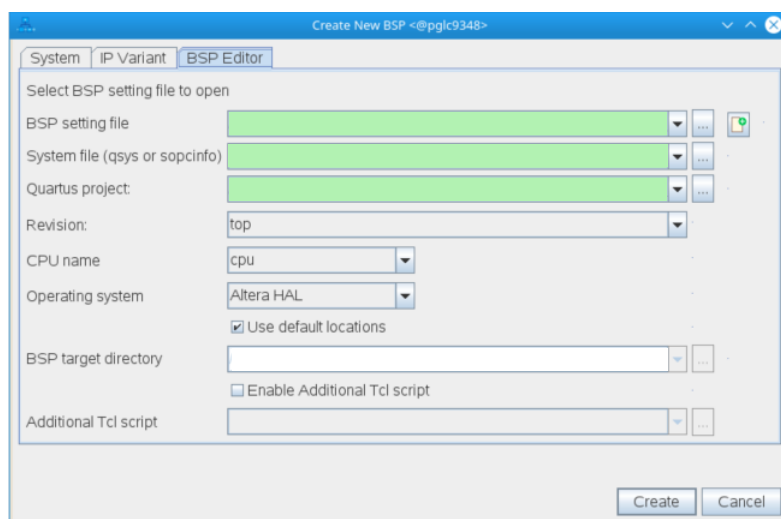 Create New BSP <@pglc9348>
System IP Variant BSP Editor
Select BSP setting file to open
BSP setting file
...
System file (qsys or sopcinfo)
...
Quartus project:
...
Revision: top
CPU name cpu
Operating system Altera HAL
Use default locations
BSP target directory /
...
Enable Additional Tcl script
Additional Tcl script
...
Create Cancel